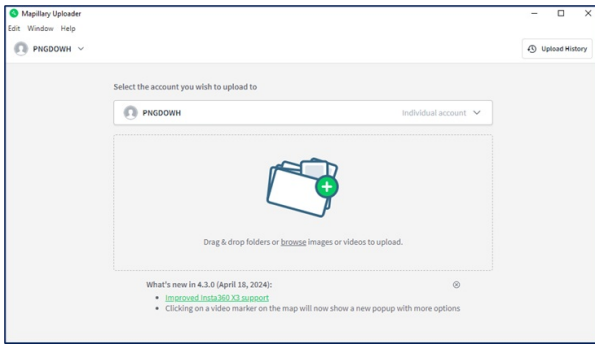 Mapillary Uploader
Edit Window Help
PNGDOWH
Upload History
Select the account you wish to upload to
PNGDOWH Individual account
Drag & drop folders or browse images or videos to upload.
What's new in 4.3.0 (April 18, 2024):
Improved Insta360 X3 support
Clicking on a video marker on the map will now show a new popup with more options